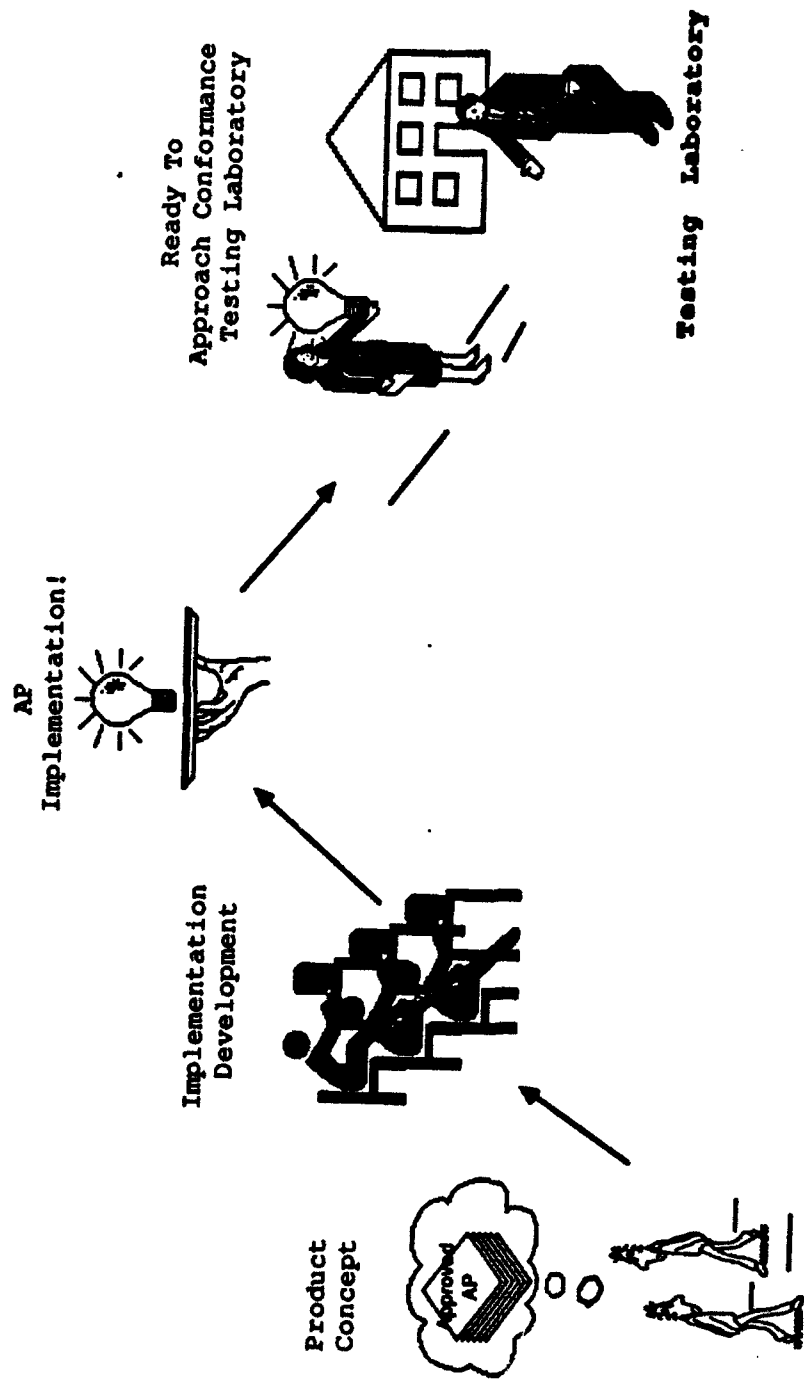 Product
Concept
Approved
AP
Implementation
Development
AP
Implementation!
Ready To
Approach Conformance
Testing Laboratory
Testing Laboratory